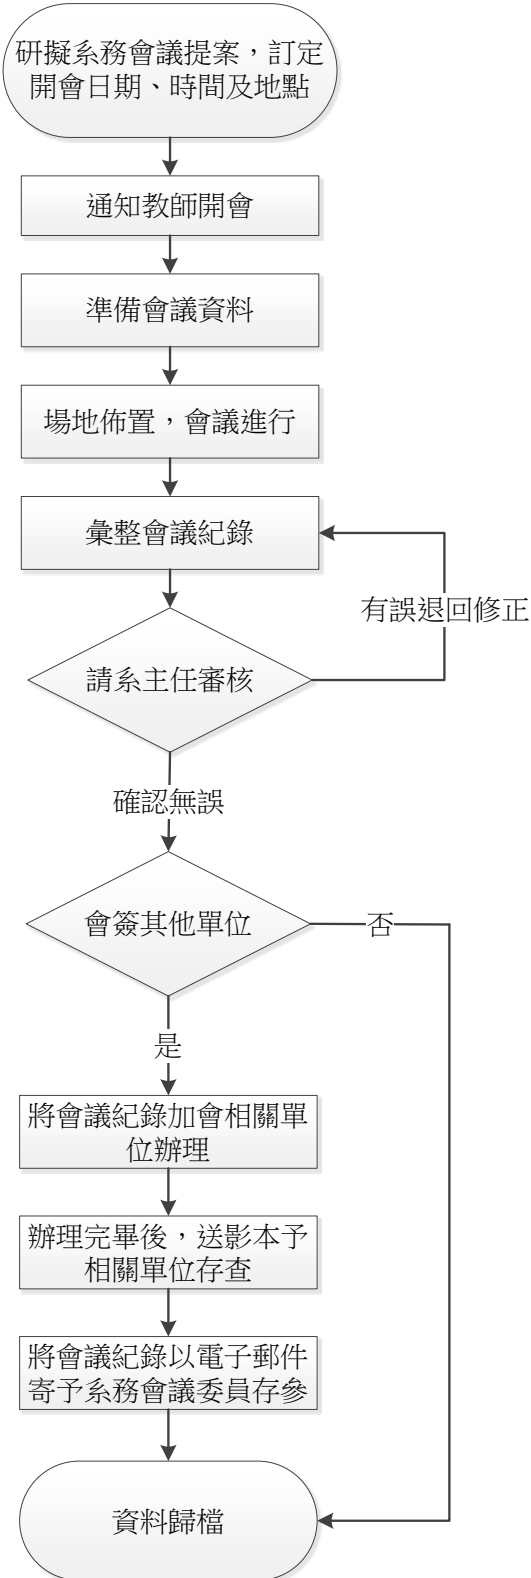 研擬系務會議提案，訂定
開會日期、時間及地點
通知教師開會
準備會議資料
場地佈置，會議進行
彙整會議紀錄
有誤退回修正
請系主任審核
確認無誤
會簽其他單位
否
是
將會議紀錄加會相關單
位辦理
辦理完畢後，送影本予
相關單位存查
將會議紀錄以電子郵件
寄予系務會議委員存參
資料歸檔